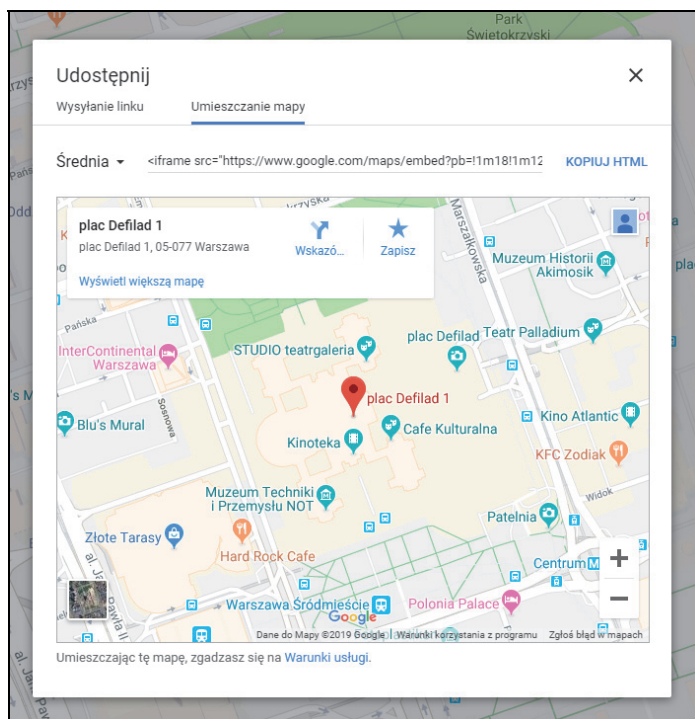 Park
Świętokrzyski
Udostępnij
Wysyłanie linku
Umieszczanie mapy
Średnia
<iframe src="https://www.google.com/maps/embed?pb=!1m18!1m12
KOPIUJ HTML
plac Defilad 1
plac Defilad 1, 05-077 Warszawa
Wskazó...
Zapisz
Wyświetl większą mapę
Marszałkowska
Muzeum Historii
Akimosik
Pańska
InterContinental
Warszawa
STUDIO teatrgaleria
plac Defilad
Teatr Palladium
Sosnowa
plac Defilad 1
Blu's Mural
Cafe Kulturalna
Kino Atlantic
Kinoteka
KFC Zodiak
Muzeum Techniki
i Przemysłu NOT
Widok
Patelnia
Złote Tarasy
Hard Rock Cafe
Centrum
al. Jana Pawła II
Warszawa Śródmieście
Polonia Palace
Google
Dane do Mapy ©2019 Google
Warunki korzystania z programu
Zgłoś błąd w mapach
Umieszczając tę mapę, zgadzasz się na Warunki usługi.